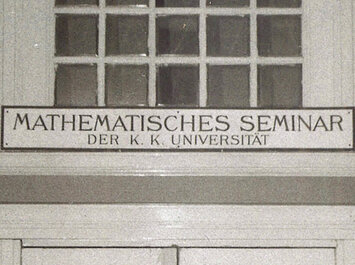 MATHEMATISCHES SEMINAR
DER K. K. UNIVERSITÄT